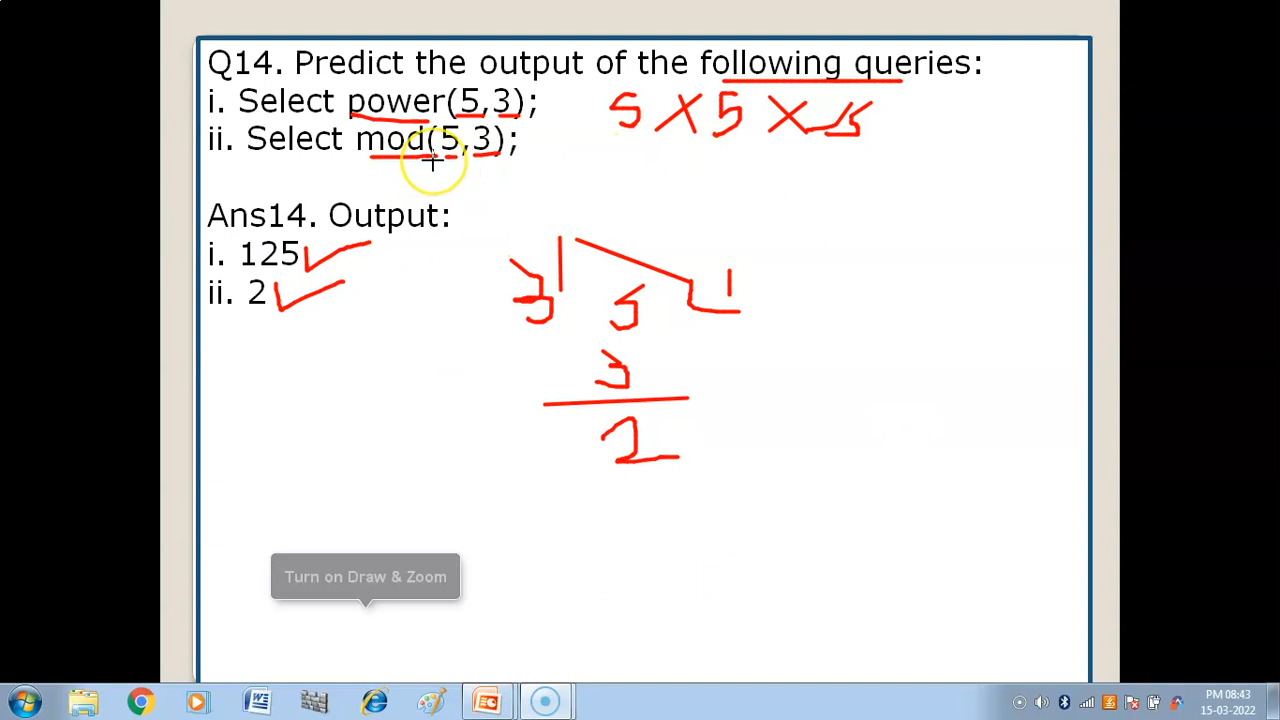 Q14. Predict the output of the following queries:
i. Select power(5,3);
5 X 5 X 5
ii. Select mod(5,3);
Ans14. Output:
i. 125
ii. 2
3 5 1
3
2
Turn on Draw & Zoom
PM 08:43
15-03-2022